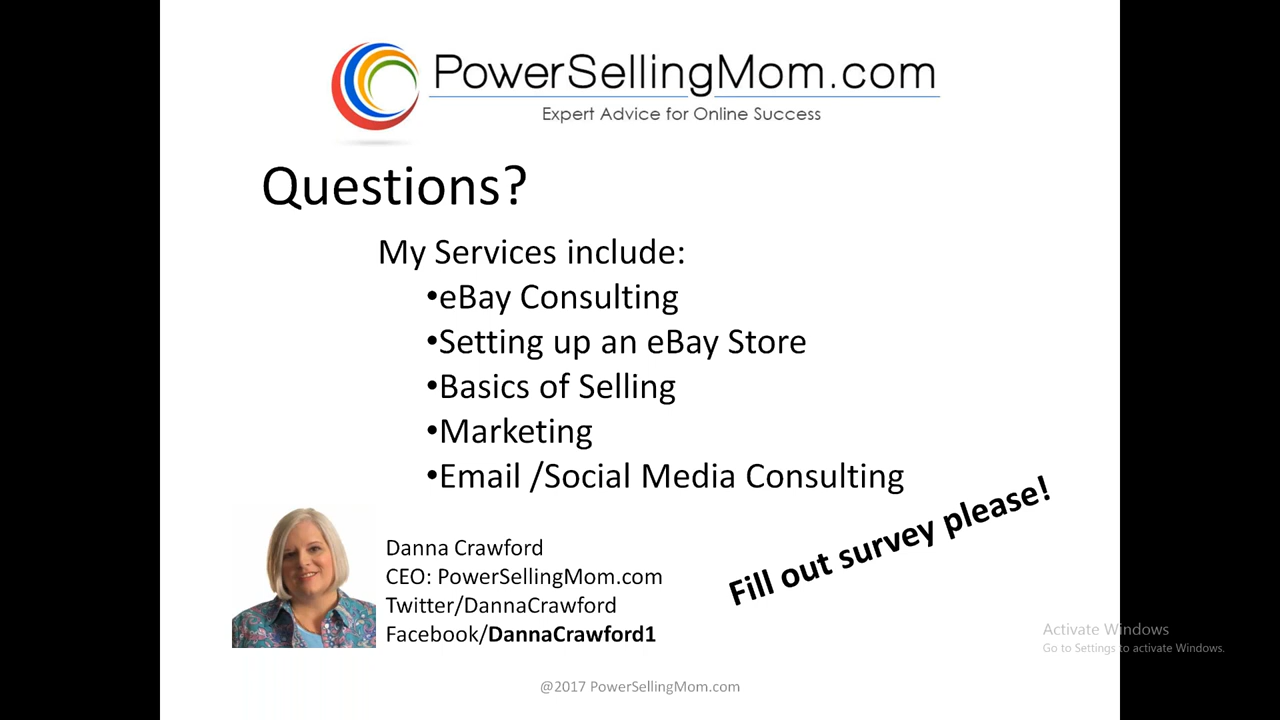 PowerSellingMom.com
Expert Advice for Online Success
Questions?
My Services include:
•eBay Consulting
•Setting up an eBay Store
•Basics of Selling
•Marketing
•Email /Social Media Consulting
Fill out survey please!
Danna Crawford
CEO: PowerSellingMom.com
Twitter/DannaCrawford
Facebook/DannaCrawford1
Activate Windows
Go to Settings to activate Windows.
@2017 PowerSellingMom.com